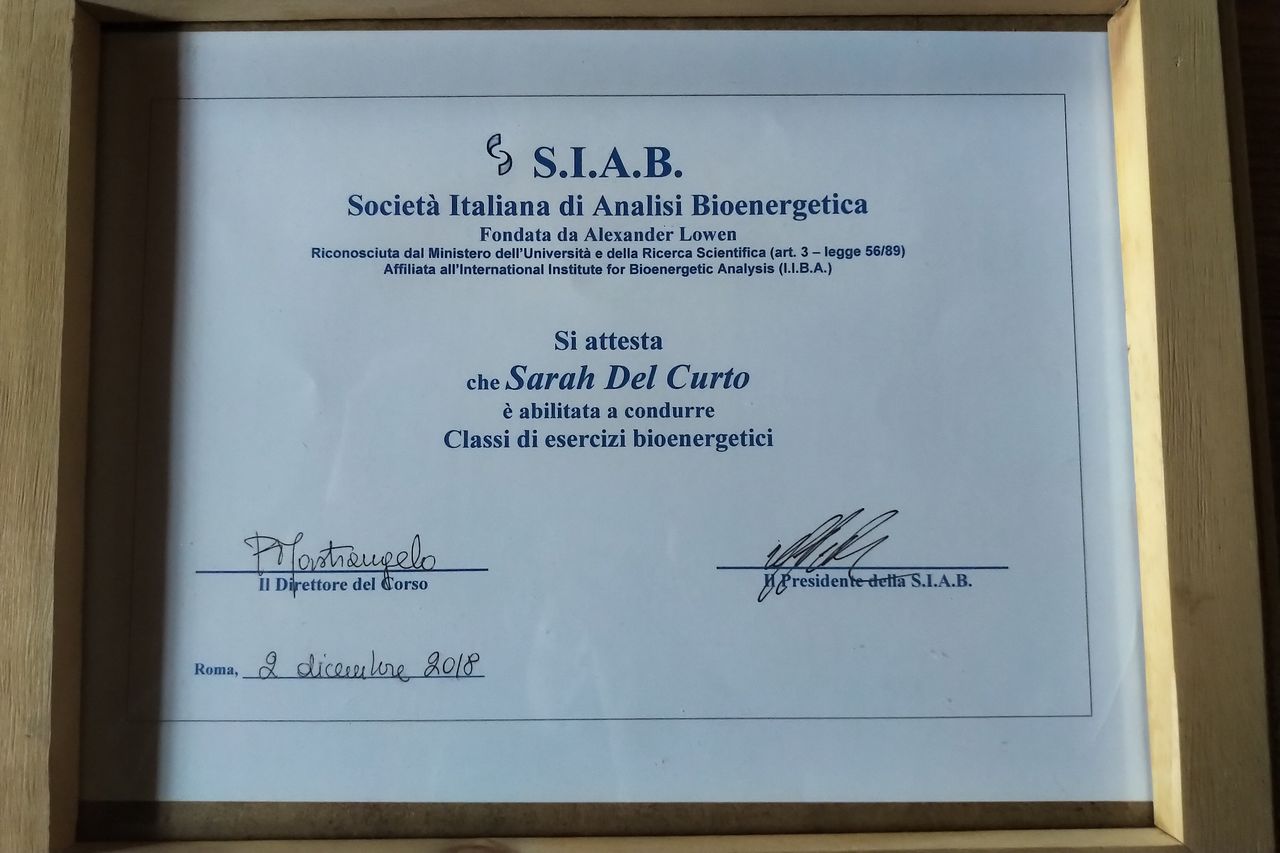 S.I.A.B.
Società Italiana di Analisi Bioenergetica
Fondata da Alexander Lowen
Riconosciuta dal Ministero dell'Università e della Ricerca Scientifica (art. 3 – legge 56/89)
Affiliata all'International Institute for Bioenergetic Analysis (I.I.B.A.)
Si attesta
che Sarah Del Curto
è abilitata a condurre
Classi di esercizi bioenergetici
PMastrangelo
Il Direttore del Corso
Il Presidente della S.I.A.B.
Roma, 2 dicembre 2018